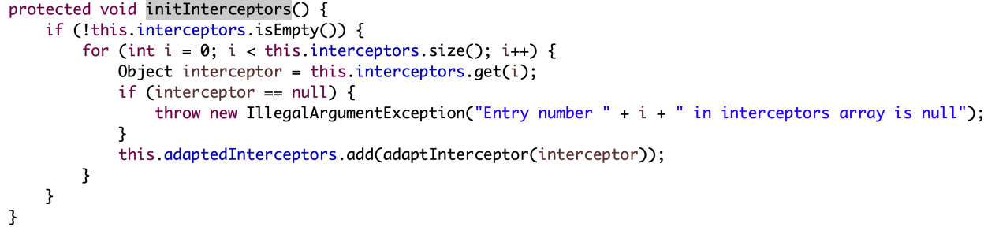 protected void initInterceptors() {
    if (!this.interceptors.isEmpty()) {
        for (int i = 0; i < this.interceptors.size(); i++) {
            Object interceptor = this.interceptors.get(i);
            if (interceptor == null) {
                throw new IllegalArgumentException("Entry number " + i + " in interceptors array is null");
            }
            this.adaptedInterceptors.add(adaptInterceptor(interceptor));
        }
    }
}